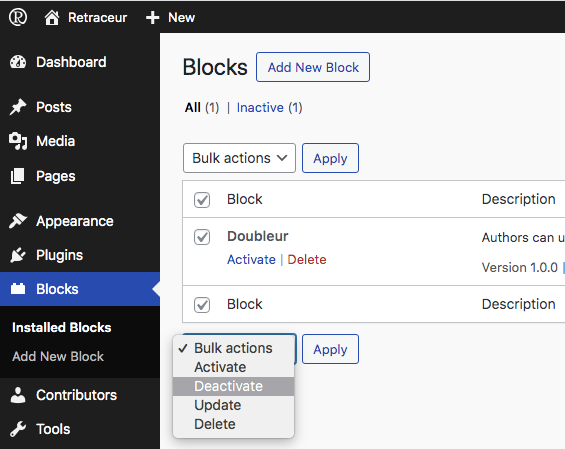 Retraceur + New
Dashboard
Posts
Media
Pages
Appearance
Plugins
Blocks
Installed Blocks
Add New Block
Contributors
Tools
Blocks Add New Block
All (1) | Inactive (1)
Bulk actions Apply
Block Description
Doubleur Authors can u
Activate | Delete
Version 1.0.0 |
Block Description
✓ Bulk actions Apply
Activate
Deactivate
Update
Delete